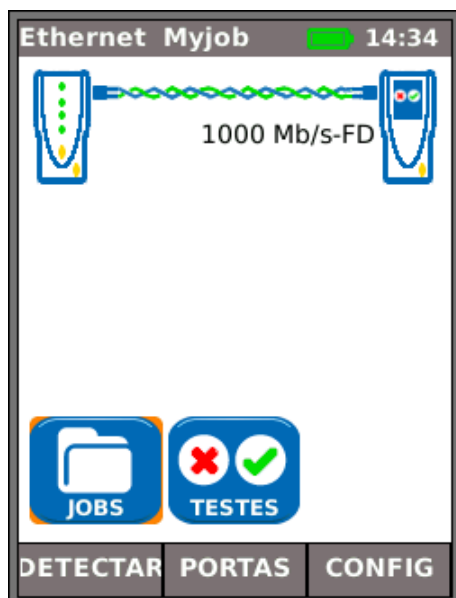 Ethernet Myjob 14:34
1000 Mb/s-FD
JOBS TESTES
DETECTAR PORTAS CONFIG